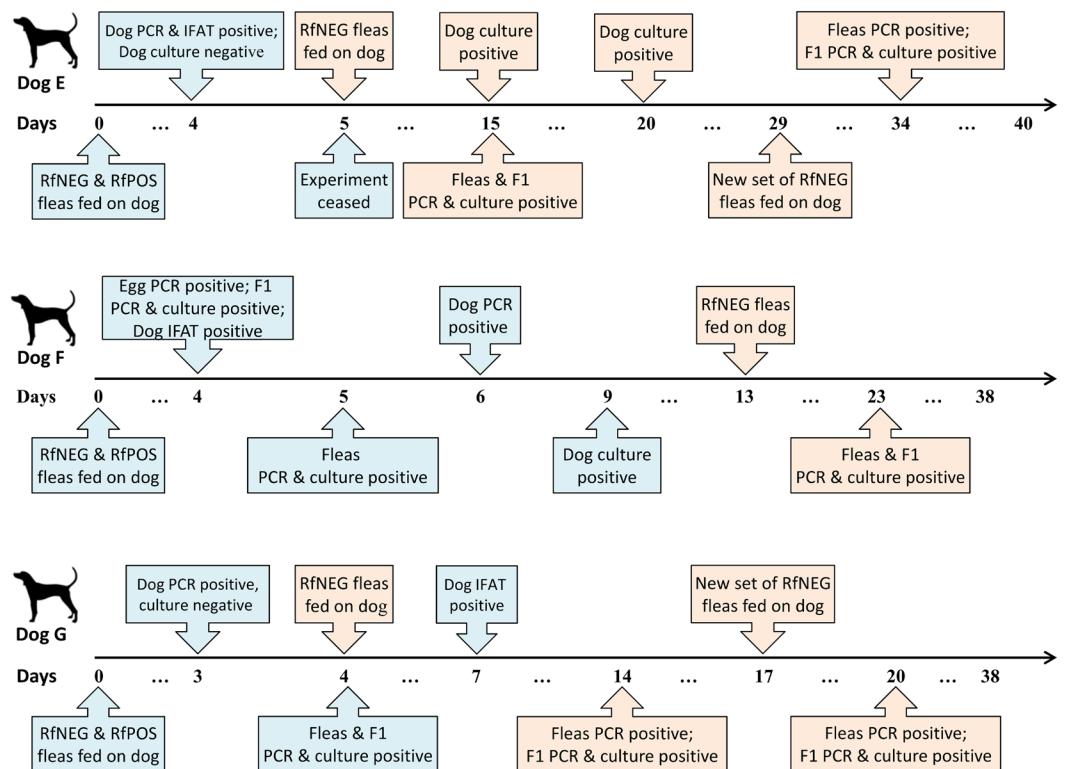 Dog PCR & IFAT positive;
Dog culture negative
RfNEG fleas
fed on dog
Dog culture
positive
Dog culture
positive
Fleas PCR positive;
F1 PCR & culture positive
Dog E
Days 0 ... 4 5 ... 15 ... 20 ... 29 ... 34 ... 40
RfNEG & RfPOS
fleas fed on dog
Experiment
ceased
Fleas & F1
PCR & culture positive
New set of RfNEG
fleas fed on dog
Egg PCR positive; F1
PCR & culture positive;
Dog IFAT positive
Dog PCR
positive
RfNEG fleas
fed on dog
Dog F
Days 0 ... 4 5 6 9 ... 13 ... 23 ... 38
RfNEG & RfPOS
fleas fed on dog
Fleas
PCR & culture positive
Dog culture
positive
Fleas & F1
PCR & culture positive
Dog PCR positive,
culture negative
RfNEG fleas
fed on dog
Dog IFAT
positive
New set of RfNEG
fleas fed on dog
Dog G
Days 0 ... 3 4 ... 7 ... 14 ... 17 ... 20 ... 38
RfNEG & RfPOS
fleas fed on dog
Fleas & F1
PCR & culture positive
Fleas PCR positive;
F1 PCR & culture positive
Fleas PCR positive;
F1 PCR & culture positive